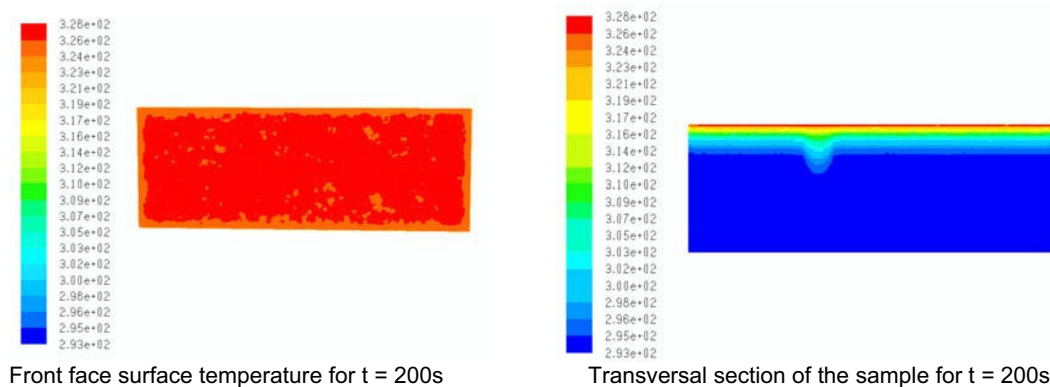 3.28e+02
3.26e+02
3.24e+02
3.23e+02
3.21e+02
3.19e+02
3.17e+02
3.16e+02
3.14e+02
3.12e+02
3.10e+02
3.09e+02
3.07e+02
3.05e+02
3.03e+02
3.02e+02
3.00e+02
2.98e+02
2.96e+02
2.95e+02
2.93e+02
Front face surface temperature for t = 200s
3.28e+02
3.26e+02
3.24e+02
3.23e+02
3.21e+02
3.19e+02
3.17e+02
3.16e+02
3.14e+02
3.12e+02
3.10e+02
3.09e+02
3.07e+02
3.05e+02
3.03e+02
3.02e+02
3.00e+02
2.98e+02
2.96e+02
2.95e+02
2.93e+02
Transversal section of the sample for t = 200s